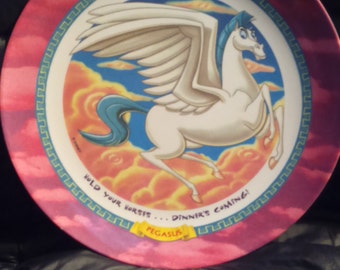 HOLD YOUR HORSES . . . DINNER'S COMING!
PEGASUS